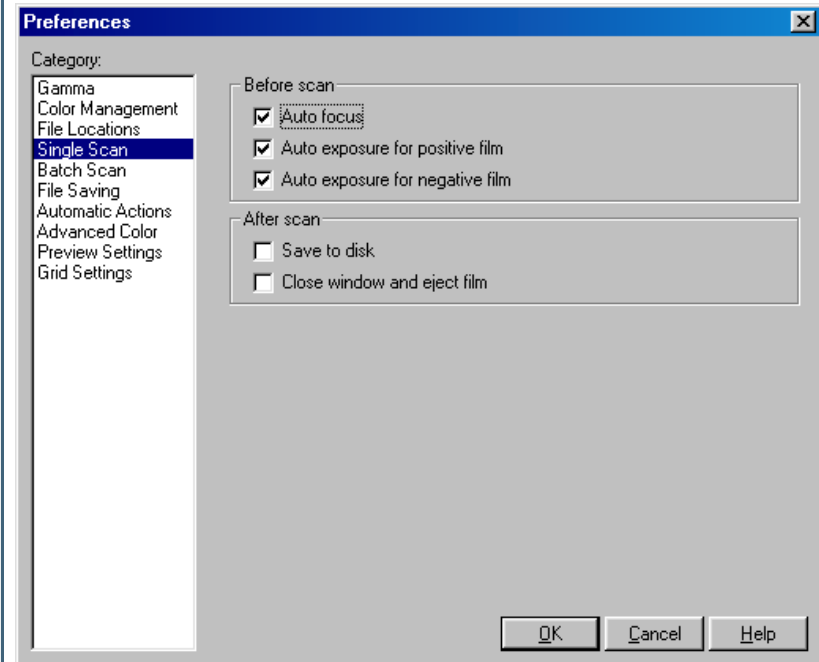 Preferences
Category:
Gamma
Color Management
File Locations
Single Scan
Batch Scan
File Saving
Automatic Actions
Advanced Color
Preview Settings
Grid Settings
Before scan
Auto focus
Auto exposure for positive film
Auto exposure for negative film
After scan
Save to disk
Close window and eject film
OK
Cancel
Help